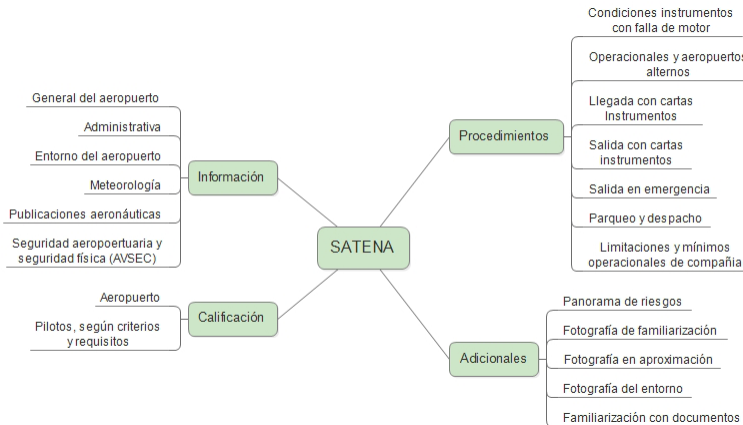 SATENA
Información
General del aeropuerto
Administrativa
Entorno del aeropuerto
Meteorología
Publicaciones aeronáuticas
Seguridad aeropoertuaria y
seguridad física (AVSEC)
Calificación
Aeropuerto
Pilotos, según criterios
y requisitos
Procedimientos
Condiciones instrumentos
con falla de motor
Operacionales y aeropuertos
alternos
Llegada con cartas
Instrumentos
Salida con cartas
instrumentos
Salida en emergencia
Parqueo y despacho
Limitaciones y mínimos
operacionales de compañia
Adicionales
Panorama de riesgos
Fotografía de familiarización
Fotografía en aproximación
Fotografía del entorno
Familiarización con documentos